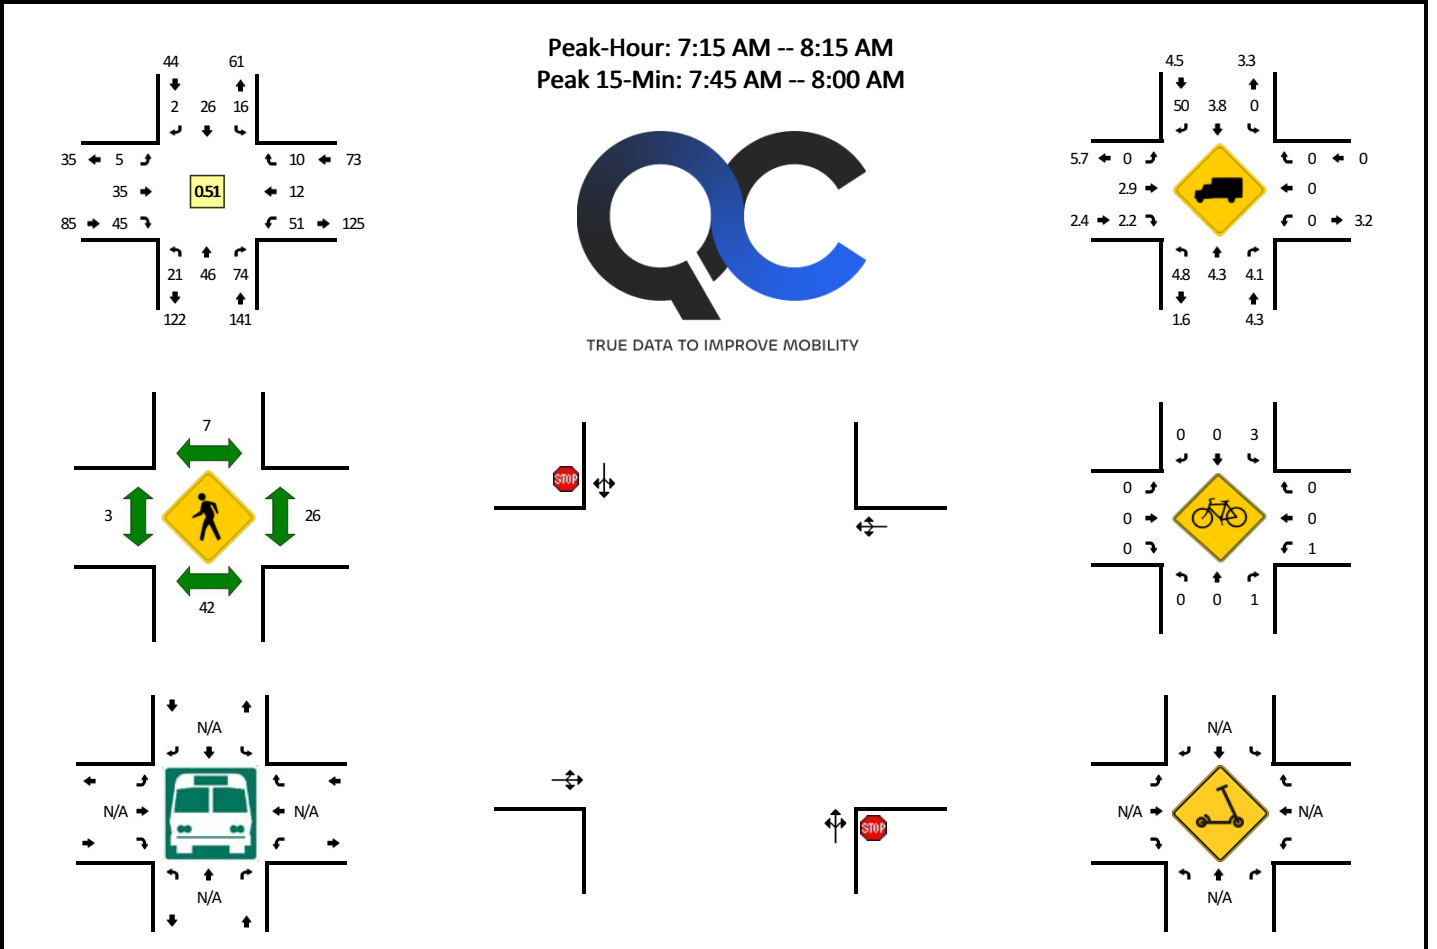 Peak-Hour: 7:15 AM -- 8:15 AM
Peak 15-Min: 7:45 AM -- 8:00 AM
44 61
2 26 16
35 5 10 73
35 0.51 12
85 45 51 125
21 46 74
122 141
TRUE DATA TO IMPROVE MOBILITY
4.5 3.3
50 3.8 0
5.7 0 0 0
2.9 0
2.4 2.2 0 3.2
4.8 4.3 4.1
1.6 4.3
7
3 26
42
STOP
STOP
0 0 3
0 0
0 0
0 1
0 0 1
N/A
N/A N/A
N/A
N/A
N/A N/A
N/A